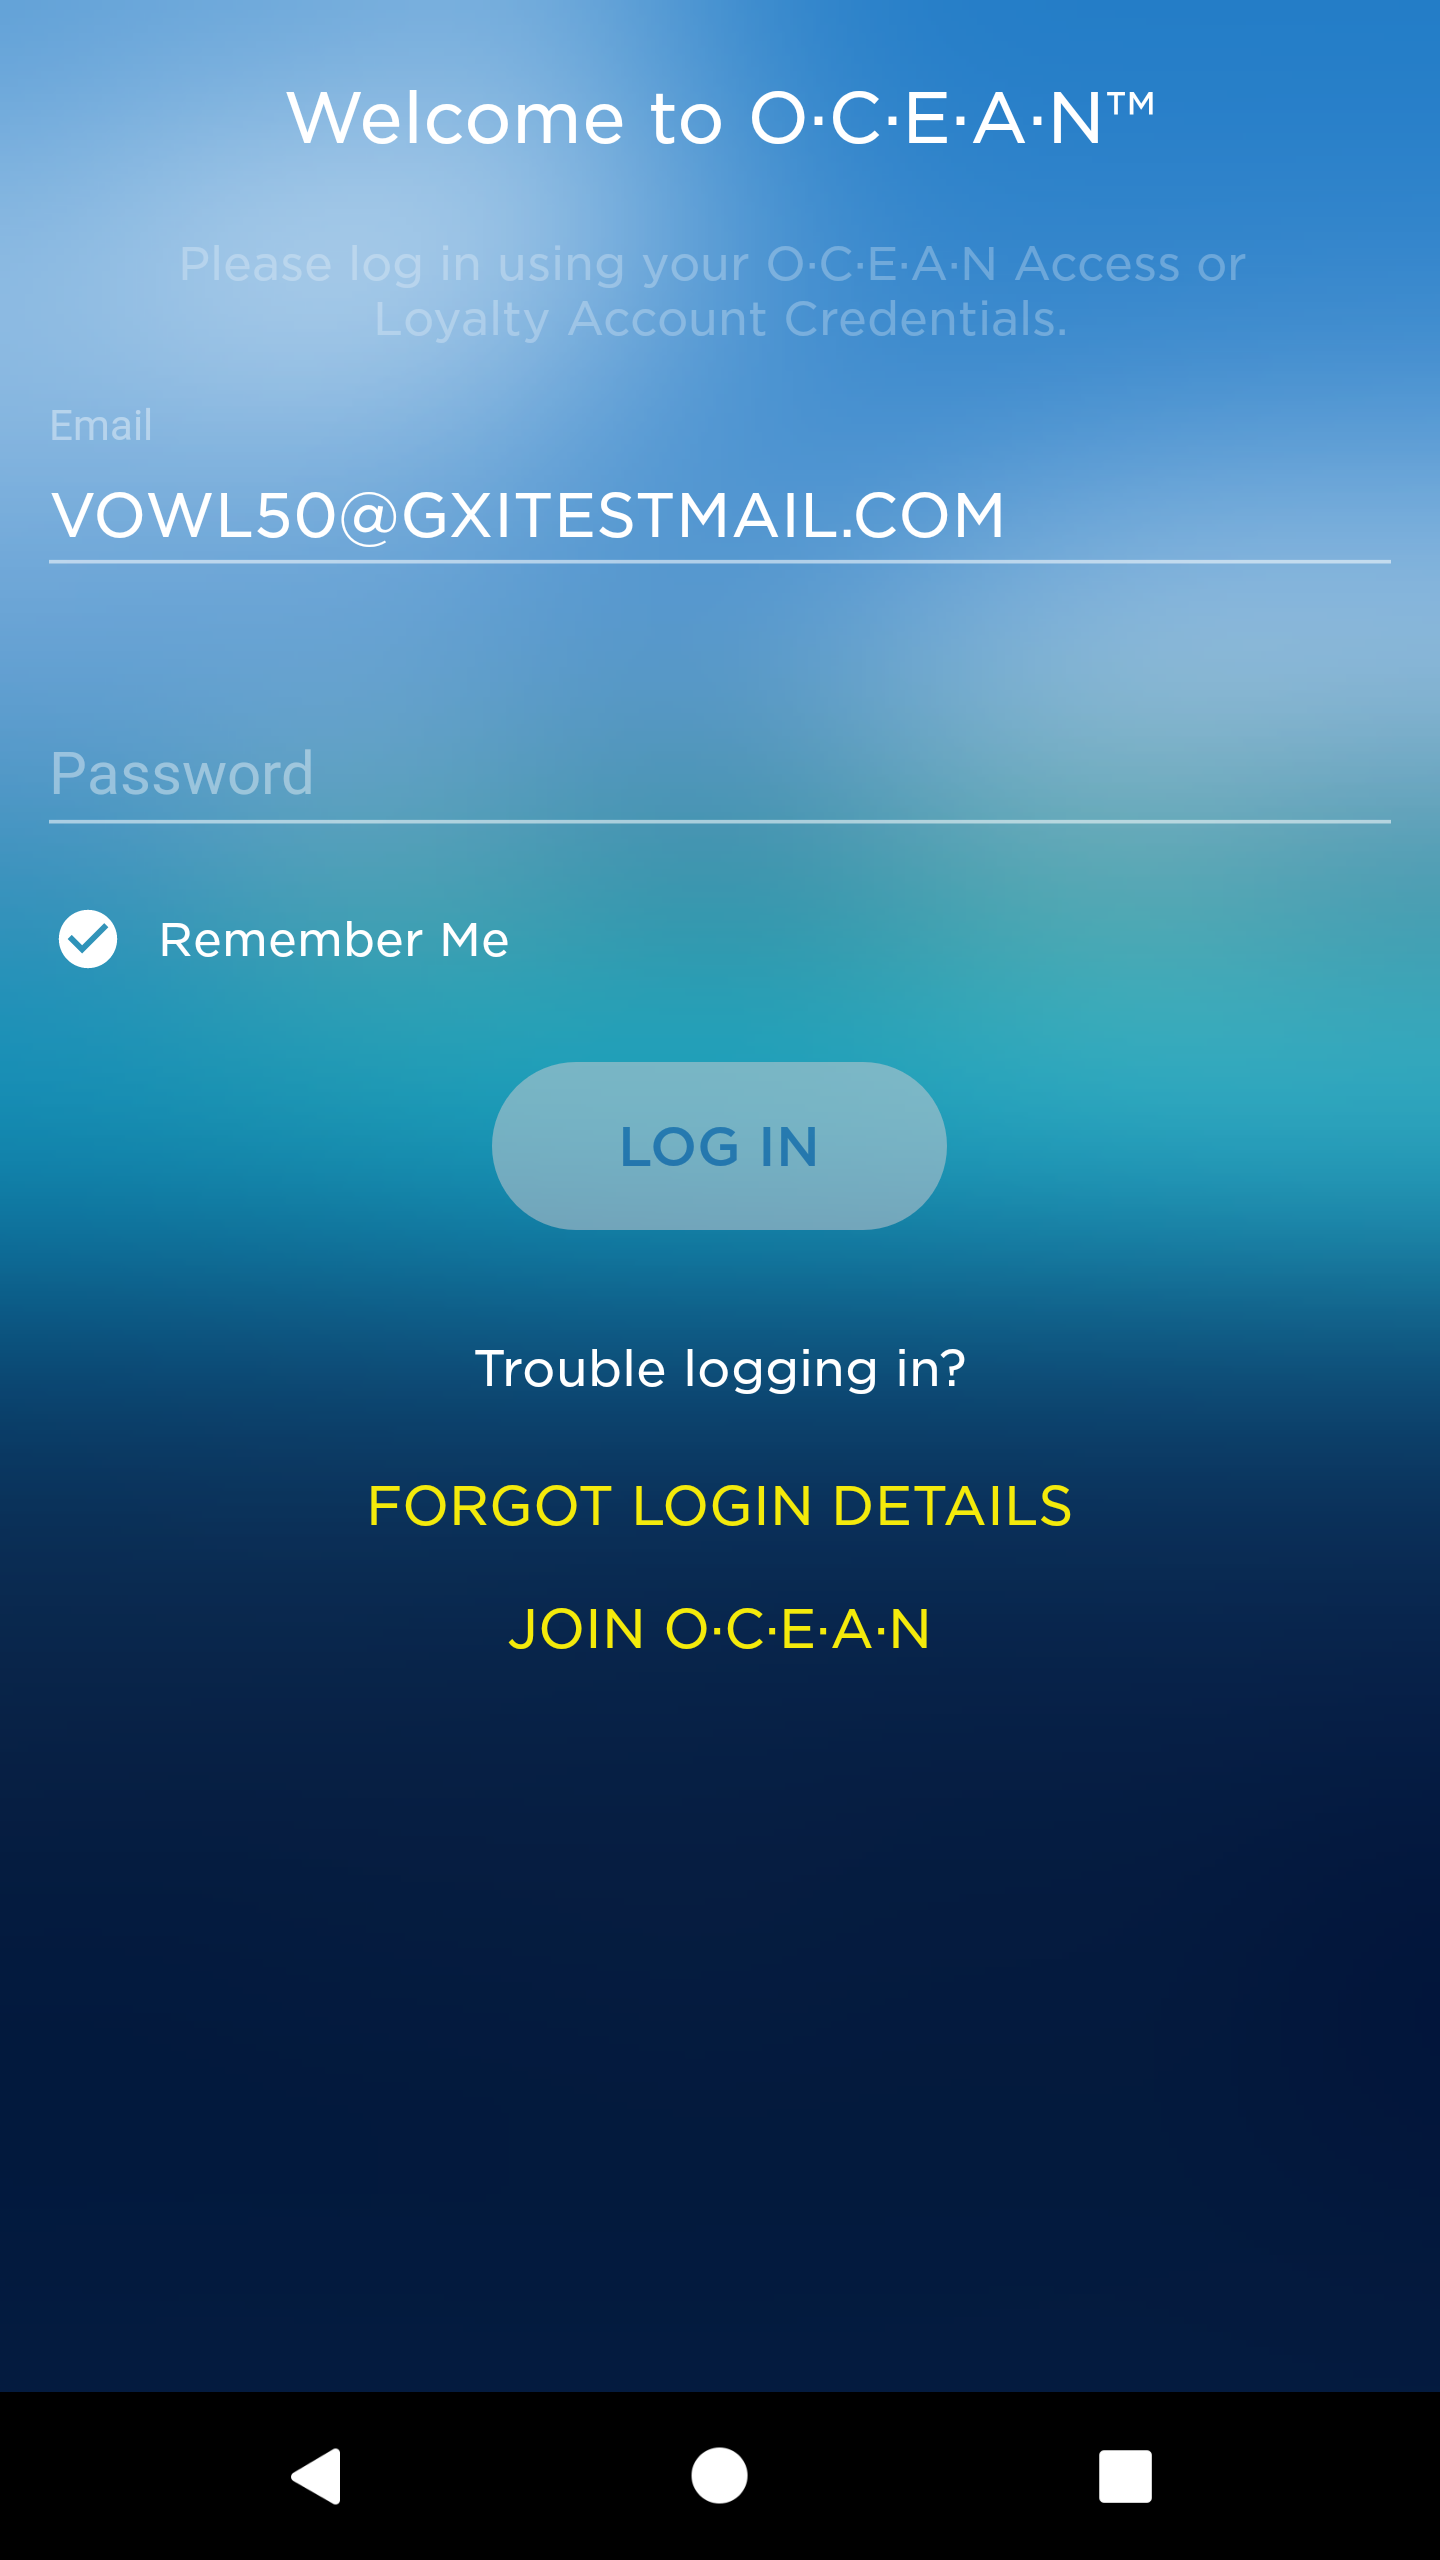 Welcome to O·C·E·A·N™
Please log in using your O·C·E·A·N Access or
Loyalty Account Credentials.
Email
VOWL50@GXITESTMAIL.COM
Password
Remember Me
LOG IN
Trouble logging in?
FORGOT LOGIN DETAILS
JOIN O·C·E·A·N